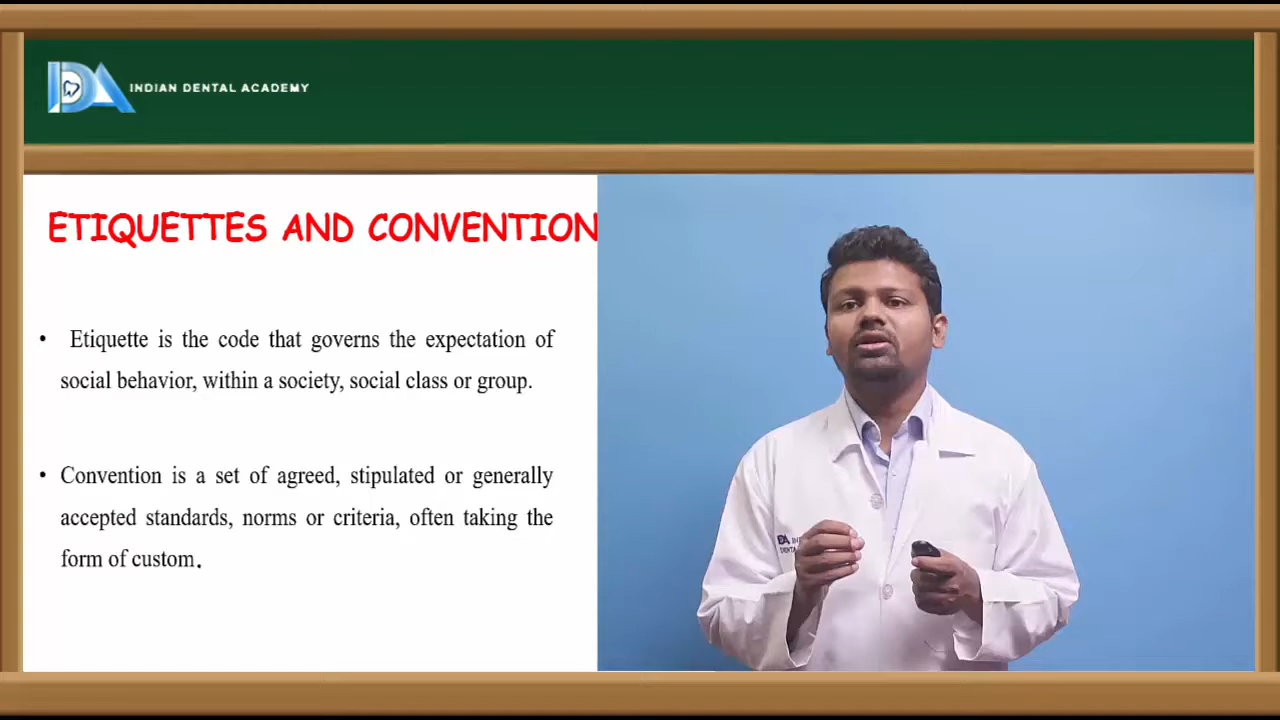 INDIAN DENTAL ACADEMY
ETIQUETTES AND CONVENTION
• Etiquette is the code that governs the expectation of
social behavior, within a society, social class or group.
• Convention is a set of agreed, stipulated or generally
accepted standards, norms or criteria, often taking the
form of custom.